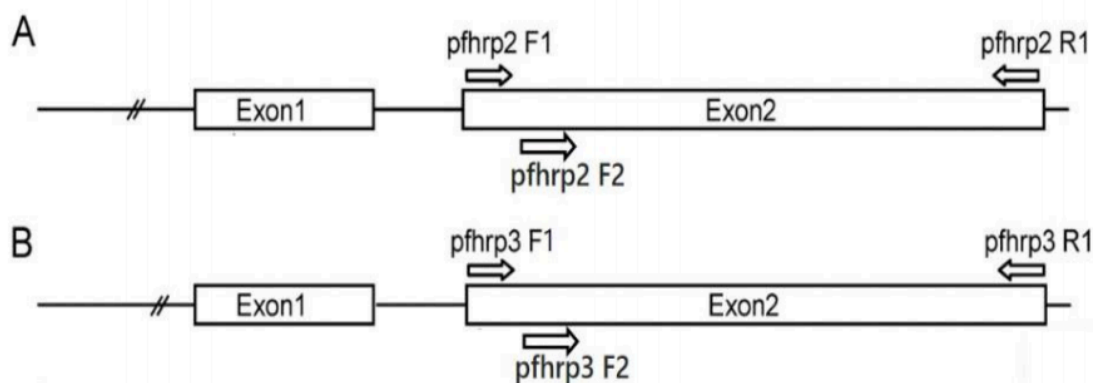 A
pfhrp2 F1
pfhrp2 R1
Exon1
Exon2
pfhrp2 F2
B
pfhrp3 F1
pfhrp3 R1
Exon1
Exon2
pfhrp3 F2